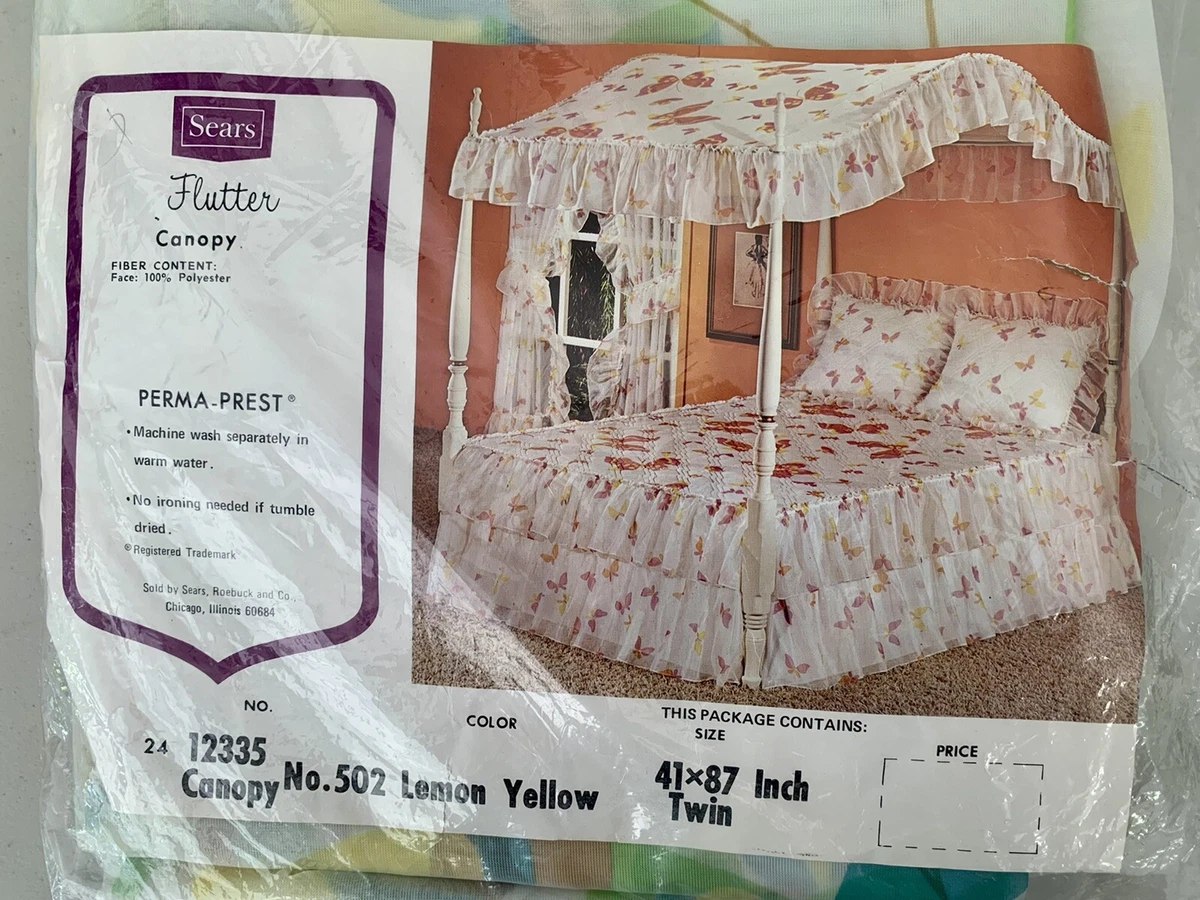 Sears
Flutter
Canopy
FIBER CONTENT:
Face: 100% Polyester
PERMA-PREST®
•Machine wash separately in
warm water.
•No ironing needed if tumble
dried.
®Registered Trademark
Sold by Sears, Roebuck and Co.,
Chicago, Illinois 60684
NO.
COLOR
THIS PACKAGE CONTAINS:
SIZE
PRICE
24 12335
Canopy No.502 Lemon Yellow
41×87 Inch
Twin